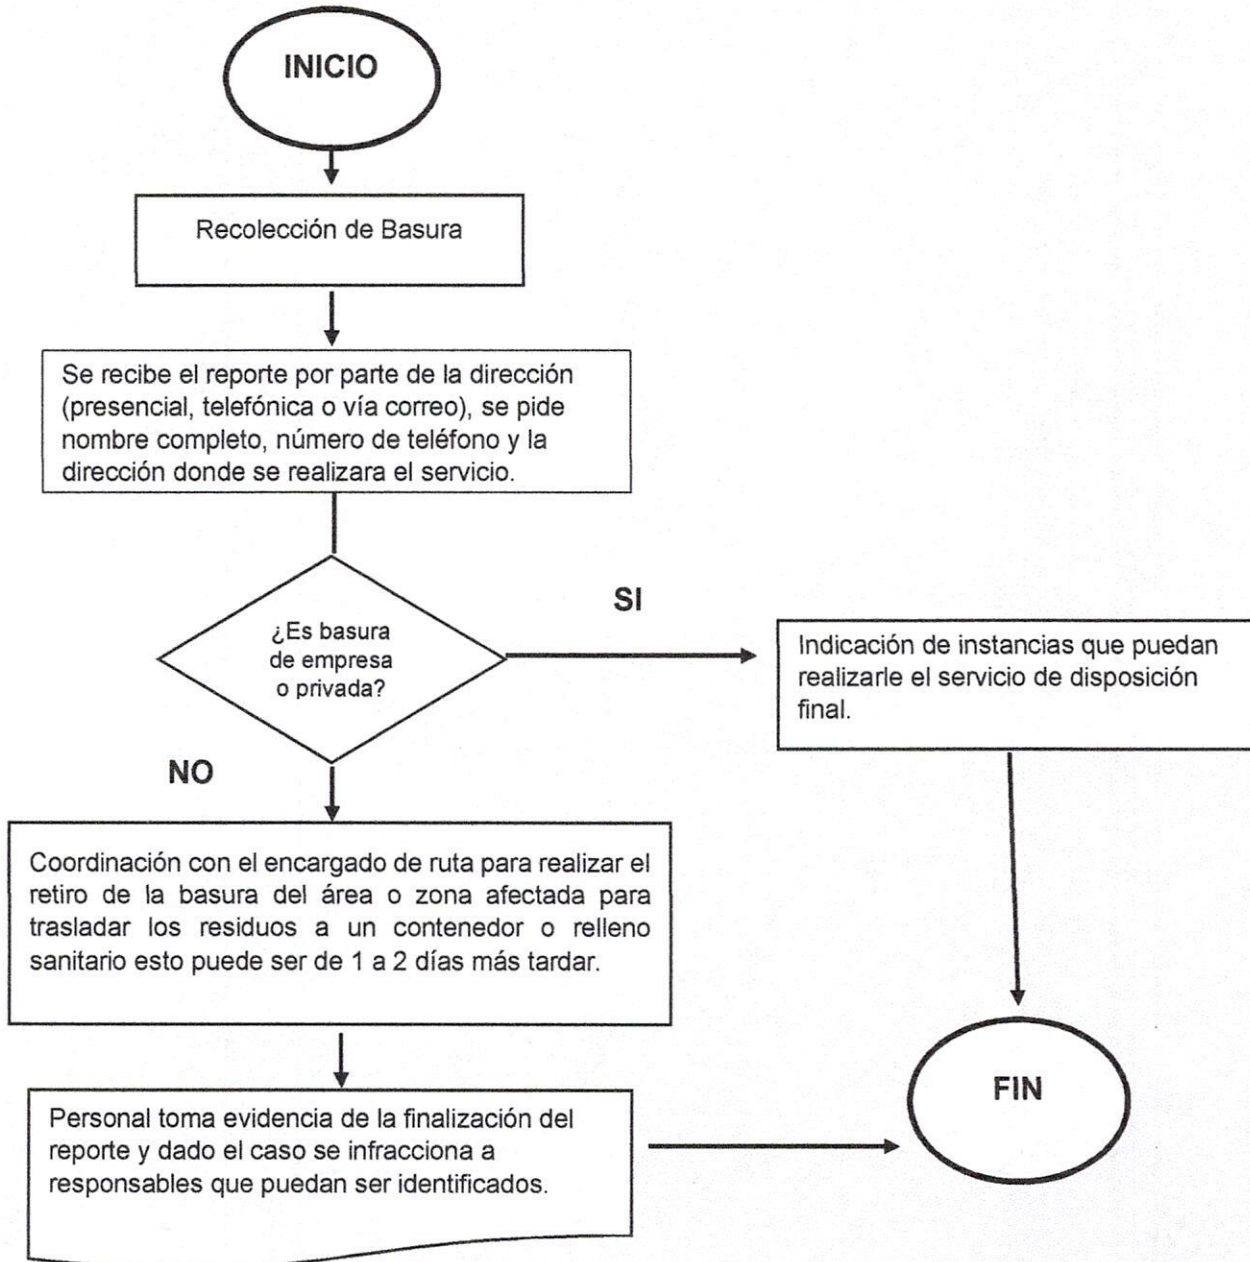 INICIO
Recolección de Basura
Se recibe el reporte por parte de la dirección
(presencial, telefónica o vía correo), se pide
nombre completo, número de teléfono y la
dirección donde se realizara el servicio.
¿Es basura
de empresa
o privada?
SI
Indicación de instancias que puedan
realizarle el servicio de disposición
final.
NO
Coordinación con el encargado de ruta para realizar el
retiro de la basura del área o zona afectada para
trasladar los residuos a un contenedor o relleno
sanitario esto puede ser de 1 a 2 días más tardar.
Personal toma evidencia de la finalización del
reporte y dado el caso se infracciona a
responsables que puedan ser identificados.
FIN